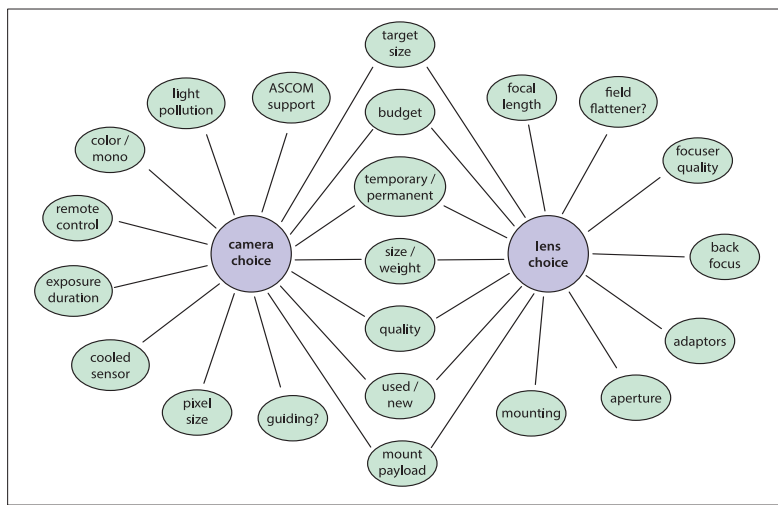 target
size
ASCOM
support
light
pollution
color /
mono
remote
control
exposure
duration
cooled
sensor
pixel
size
guiding?
camera
choice
budget
temporary /
permanent
size /
weight
quality
used /
new
mount
payload
lens
choice
focal
length
field
flattener?
focuser
quality
back
focus
adaptors
aperture
mounting